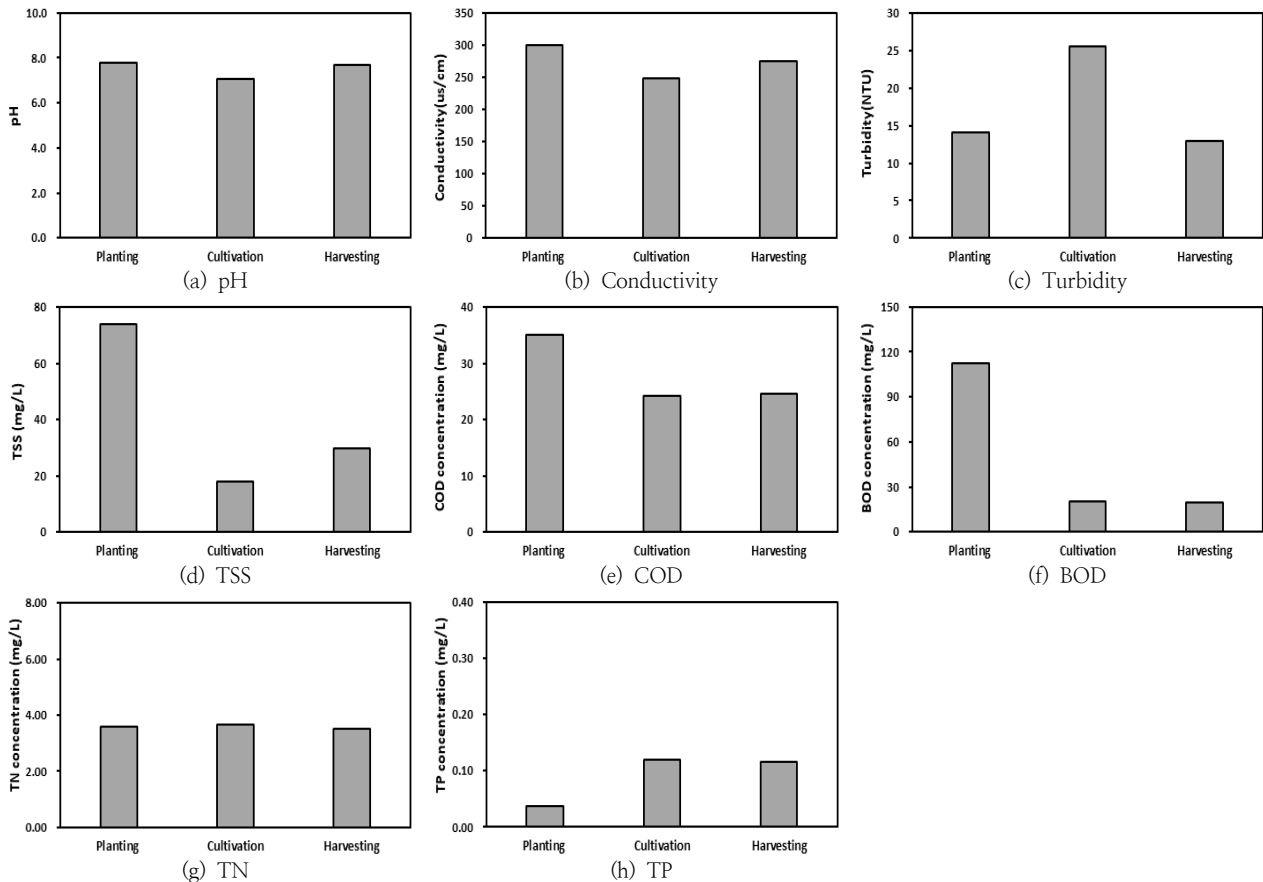 pH
10.0
8.0
6.0
4.0
2.0
0.0
Planting Cultivation Harvesting
(a) pH
Conductivity(us/cm)
350
300
250
200
150
100
50
0
Planting Cultivation Harvesting
(b) Conductivity
Turbidity(NTU)
30
25
20
15
10
5
0
Planting Cultivation Harvesting
(c) Turbidity
TSS (mg/L)
80
60
40
20
0
Planting Cultivation Harvesting
(d) TSS
COD concentration (mg/L)
40
30
20
10
0
Planting Cultivation Harvesting
(e) COD
BOD concentration (mg/L)
150
120
90
60
30
0
Planting Cultivation Harvesting
(f) BOD
TN concentration (mg/L)
8.00
6.00
4.00
2.00
0.00
Planting Cultivation Harvesting
(g) TN
TP concentration (mg/L)
0.40
0.30
0.20
0.10
0.00
Planting Cultivation Harvesting
(h) TP